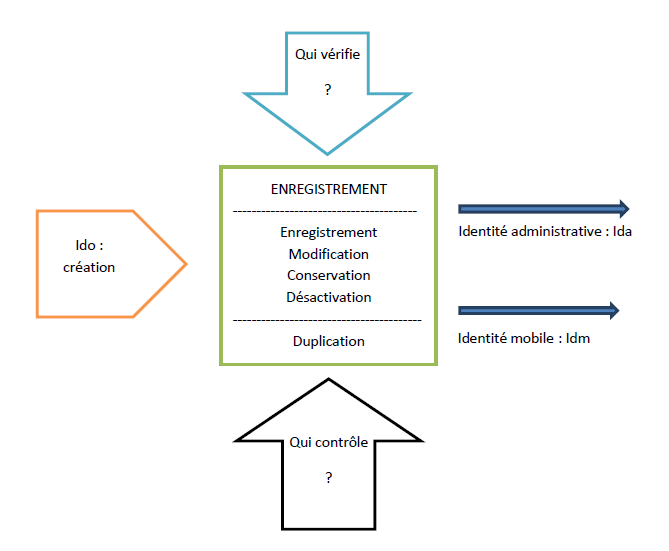 Qui vérifie
?
ENREGISTREMENT
Enregistrement
Modification
Conservation
Désactivation
Duplication
Ido :
création
Identité administrative : Ida
Identité mobile : Idm
Qui contrôle
?